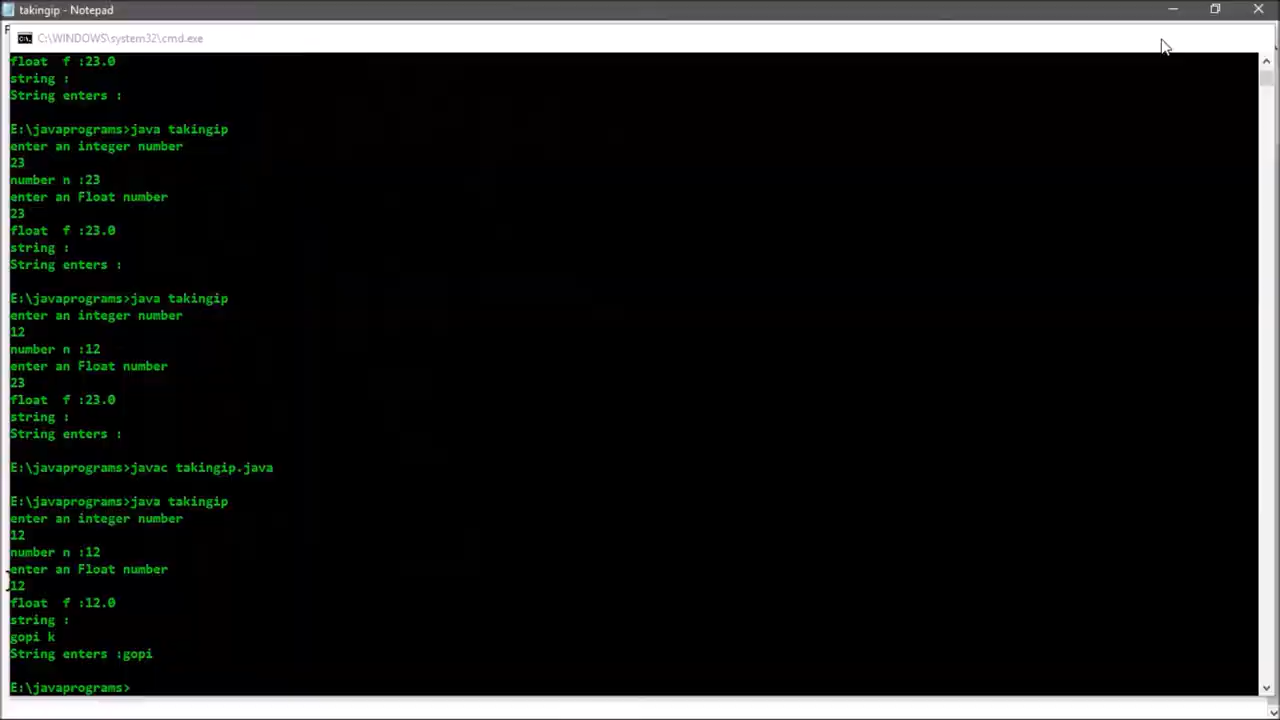 takingip - Notepad
C:\WINDOWS\system32\cmd.exe
float  f :23.0
string :
String enters :
E:\javaprograms>java takingip
enter an integer number
23
number n :23
enter an Float number
23
float  f :23.0
string :
String enters :
E:\javaprograms>java takingip
enter an integer number
12
number n :12
enter an Float number
23
float  f :23.0
string :
String enters :
E:\javaprograms>javac takingip.java
E:\javaprograms>java takingip
enter an integer number
12
number n :12
enter an Float number
12
float  f :12.0
string :
gopi k
String enters :gopi
E:\javaprograms>